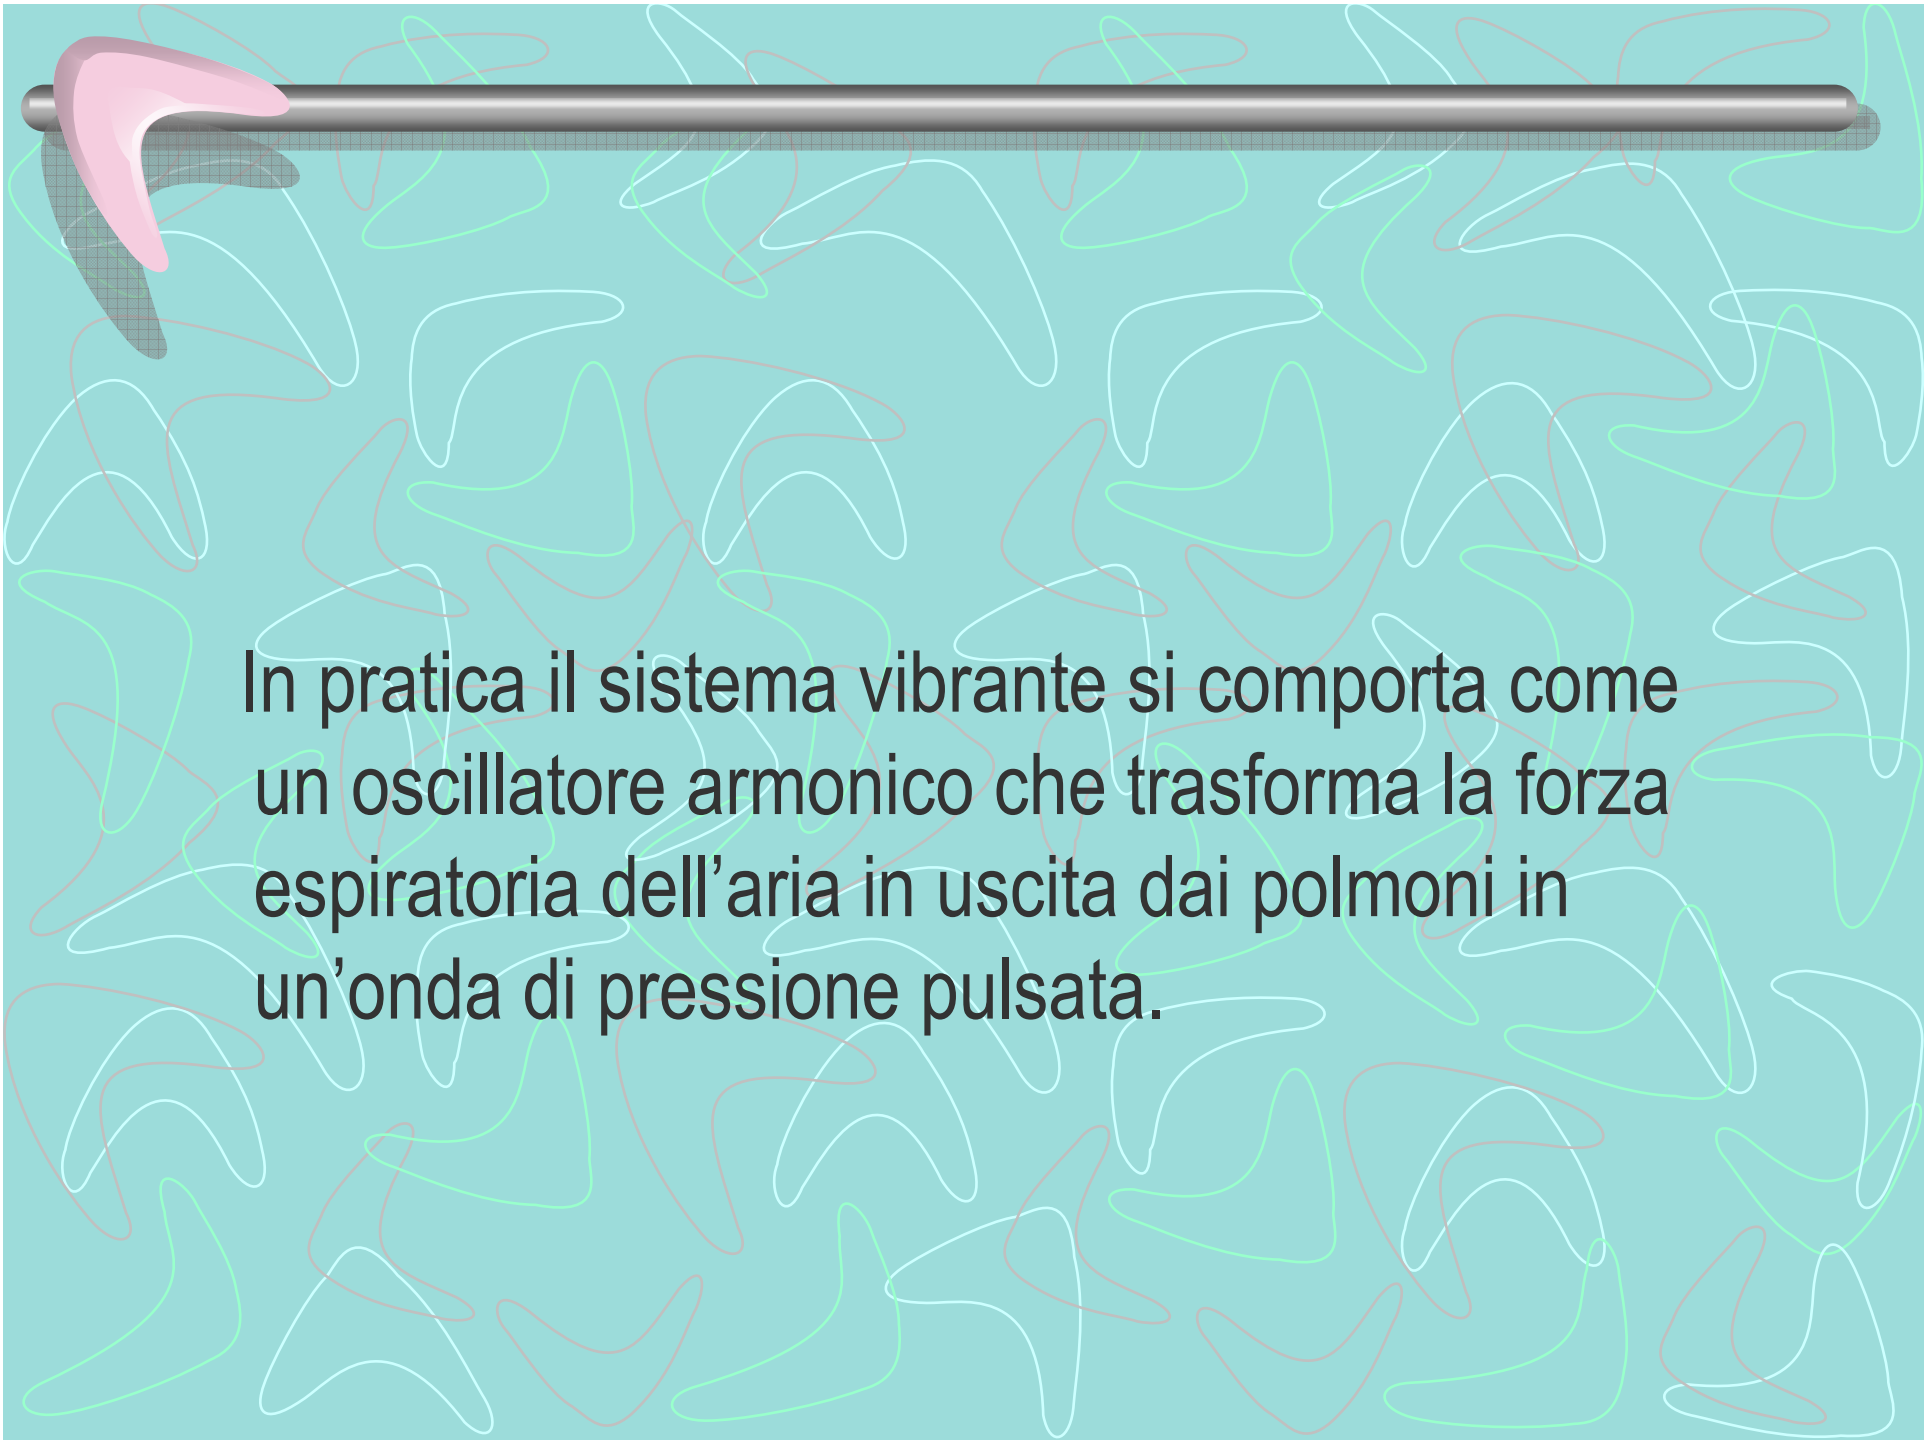 In pratica il sistema vibrante si comporta come
un oscillatore armonico che trasforma la forza
espiratoria dell’aria in uscita dai polmoni in
un’onda di pressione pulsata.